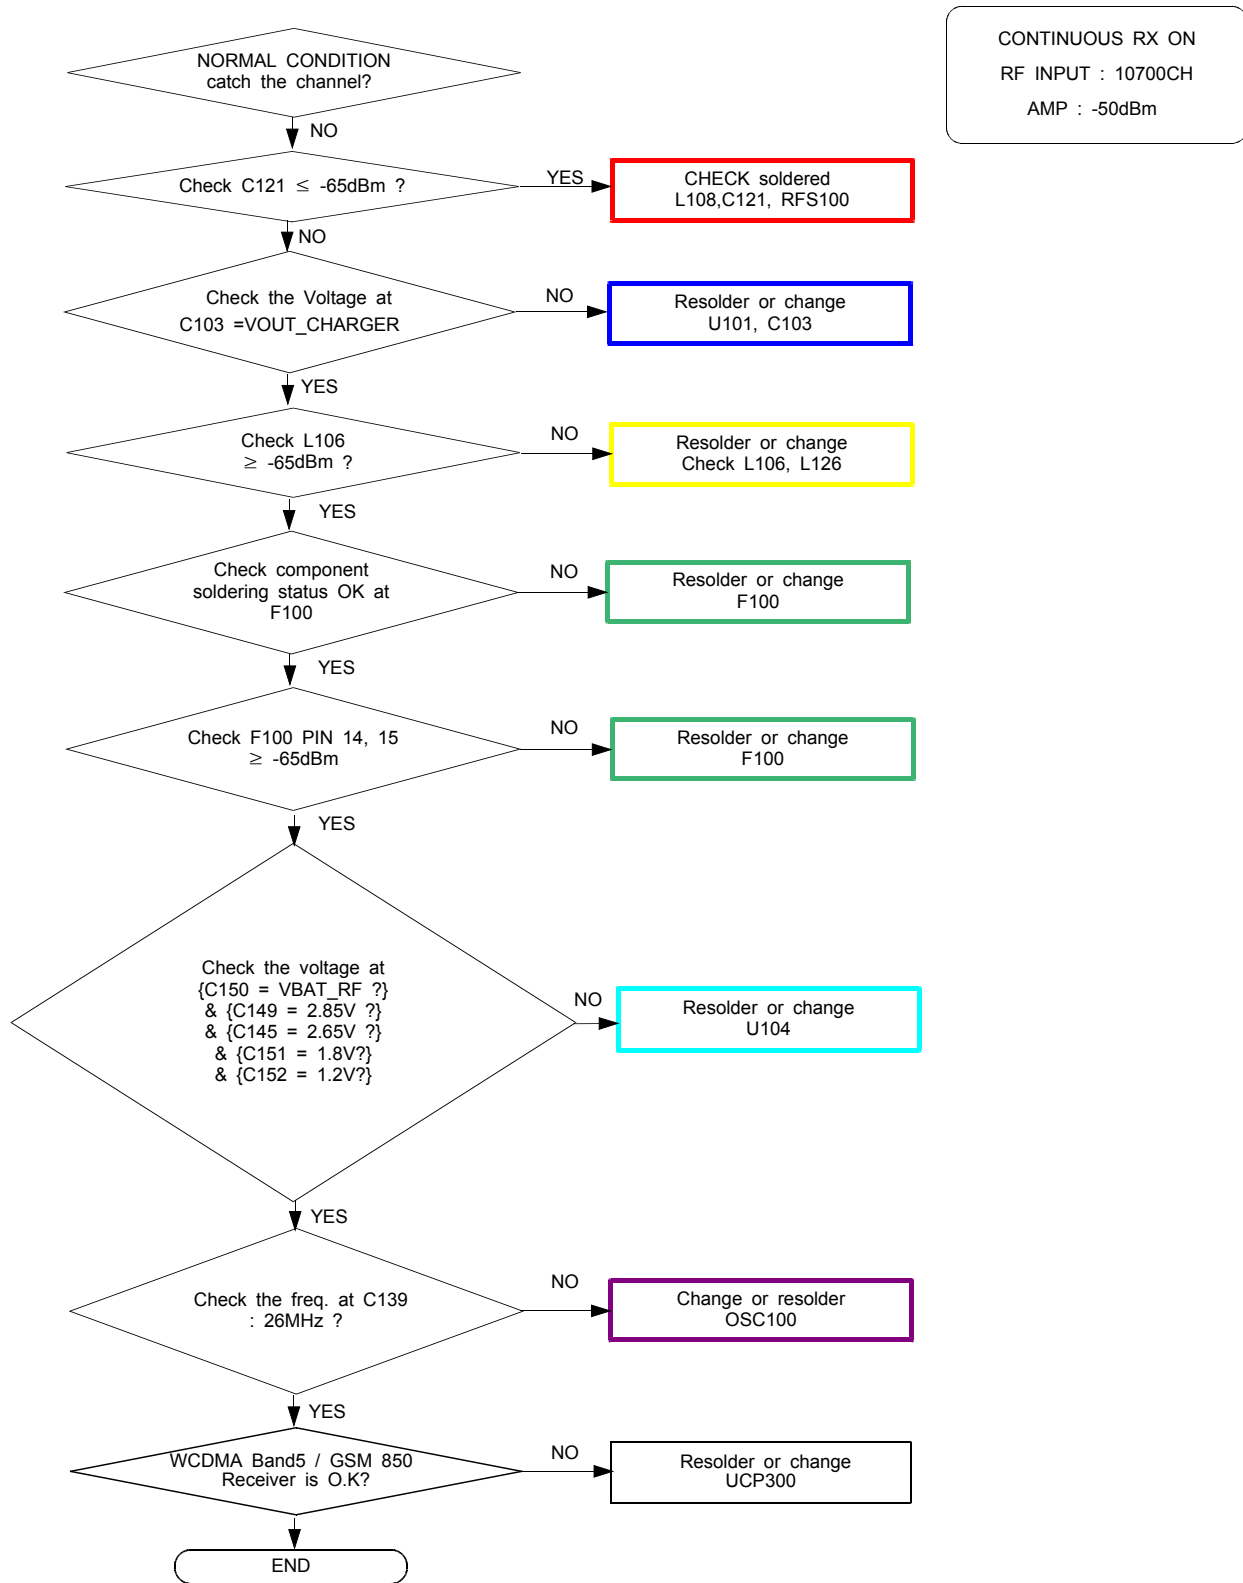 NORMAL CONDITION
catch the channel?
CONTINUOUS RX ON
RF INPUT : 10700CH
AMP : -50dBm
NO
Check C121 ≤ -65dBm ?
YES
CHECK soldered
L108,C121, RFS100
NO
Check the Voltage at
C103 =VOUT_CHARGER
NO
Resolder or change
U101, C103
YES
Check L106
≥ -65dBm ?
NO
Resolder or change
Check L106, L126
YES
Check component
soldering status OK at
F100
NO
Resolder or change
F100
YES
Check F100 PIN 14, 15
≥ -65dBm
NO
Resolder or change
F100
YES
Check the voltage at
{C150 = VBAT_RF ?}
& {C149 = 2.85V ?}
& {C145 = 2.65V ?}
& {C151 = 1.8V?}
& {C152 = 1.2V?}
NO
Resolder or change
U104
YES
Check the freq. at C139
: 26MHz ?
NO
Change or resolder
OSC100
YES
WCDMA Band5 / GSM 850
Receiver is O.K?
NO
Resolder or change
UCP300
END